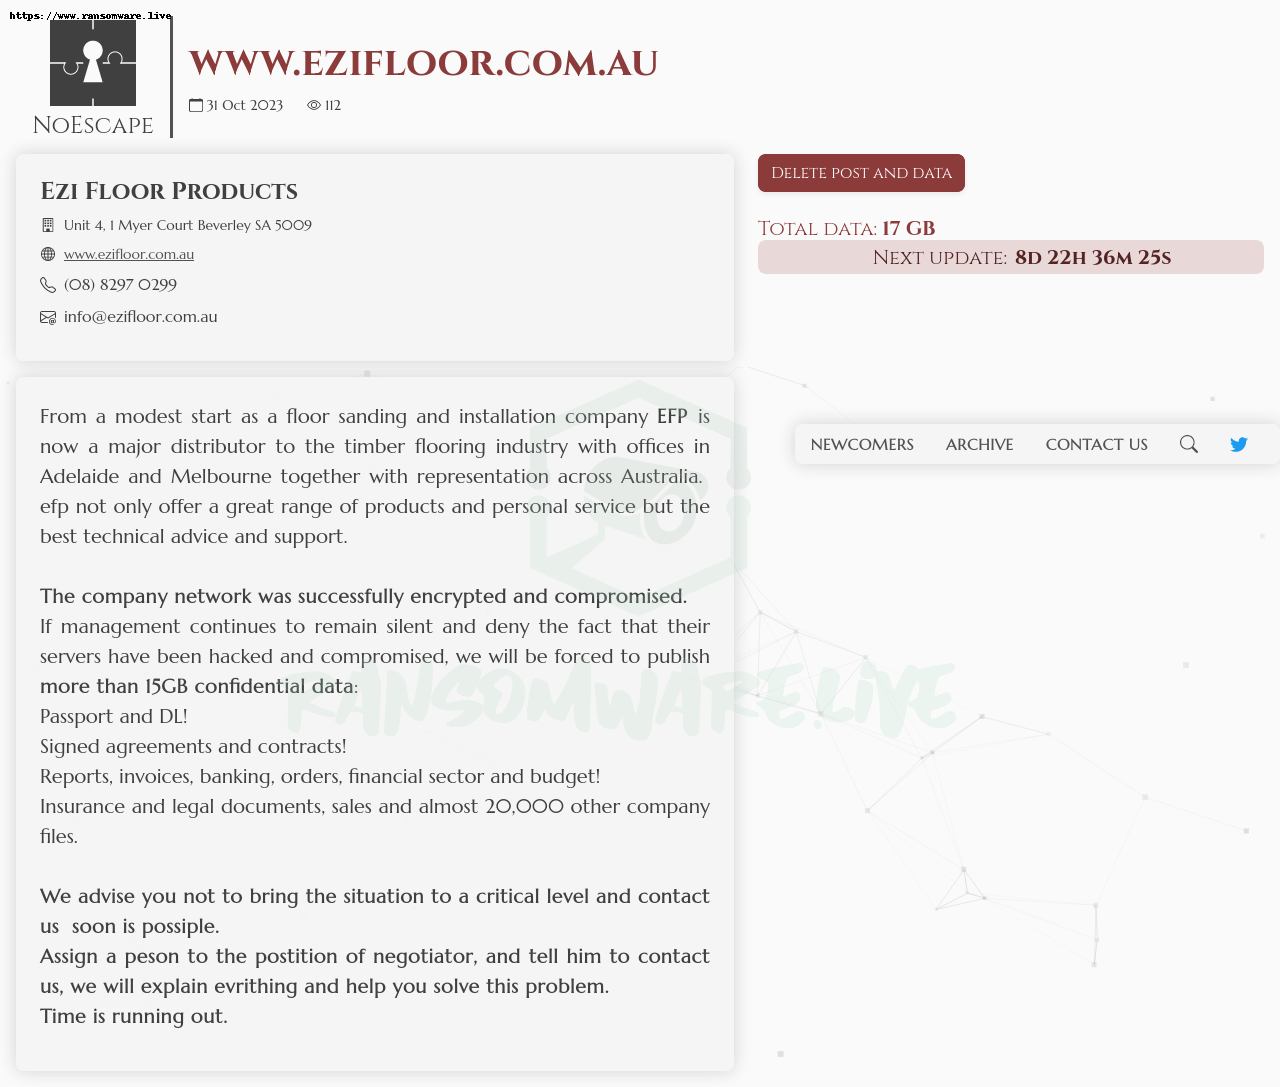 https://www.ransomware.live
NoEscape
www.ezifloor.com.au
31 Oct 2023 112
Ezi Floor Products
Unit 4, 1 Myer Court Beverley SA 5009
www.ezifloor.com.au
(08) 8297 0299
info@ezifloor.com.au
Delete post and data
Total data: 17 GB
Next update: 8d 22h 36m 25s
NEWCOMERS ARCHIVE CONTACT US
From a modest start as a floor sanding and installation company EFP is
now a major distributor to the timber flooring industry with offices in
Adelaide and Melbourne together with representation across Australia.
efp not only offer a great range of products and personal service but the
best technical advice and support.
The company network was successfully encrypted and compromised.
If management continues to remain silent and deny the fact that their
servers have been hacked and compromised, we will be forced to publish
more than 15GB confidential data:
Passport and DL!
Signed agreements and contracts!
Reports, invoices, banking, orders, financial sector and budget!
Insurance and legal documents, sales and almost 20,000 other company
files.
We advise you not to bring the situation to a critical level and contact
us soon is possiple.
Assign a peson to the postition of negotiator, and tell him to contact
us, we will explain evrithing and help you solve this problem.
Time is running out.
RANSOMWARE.LIVE